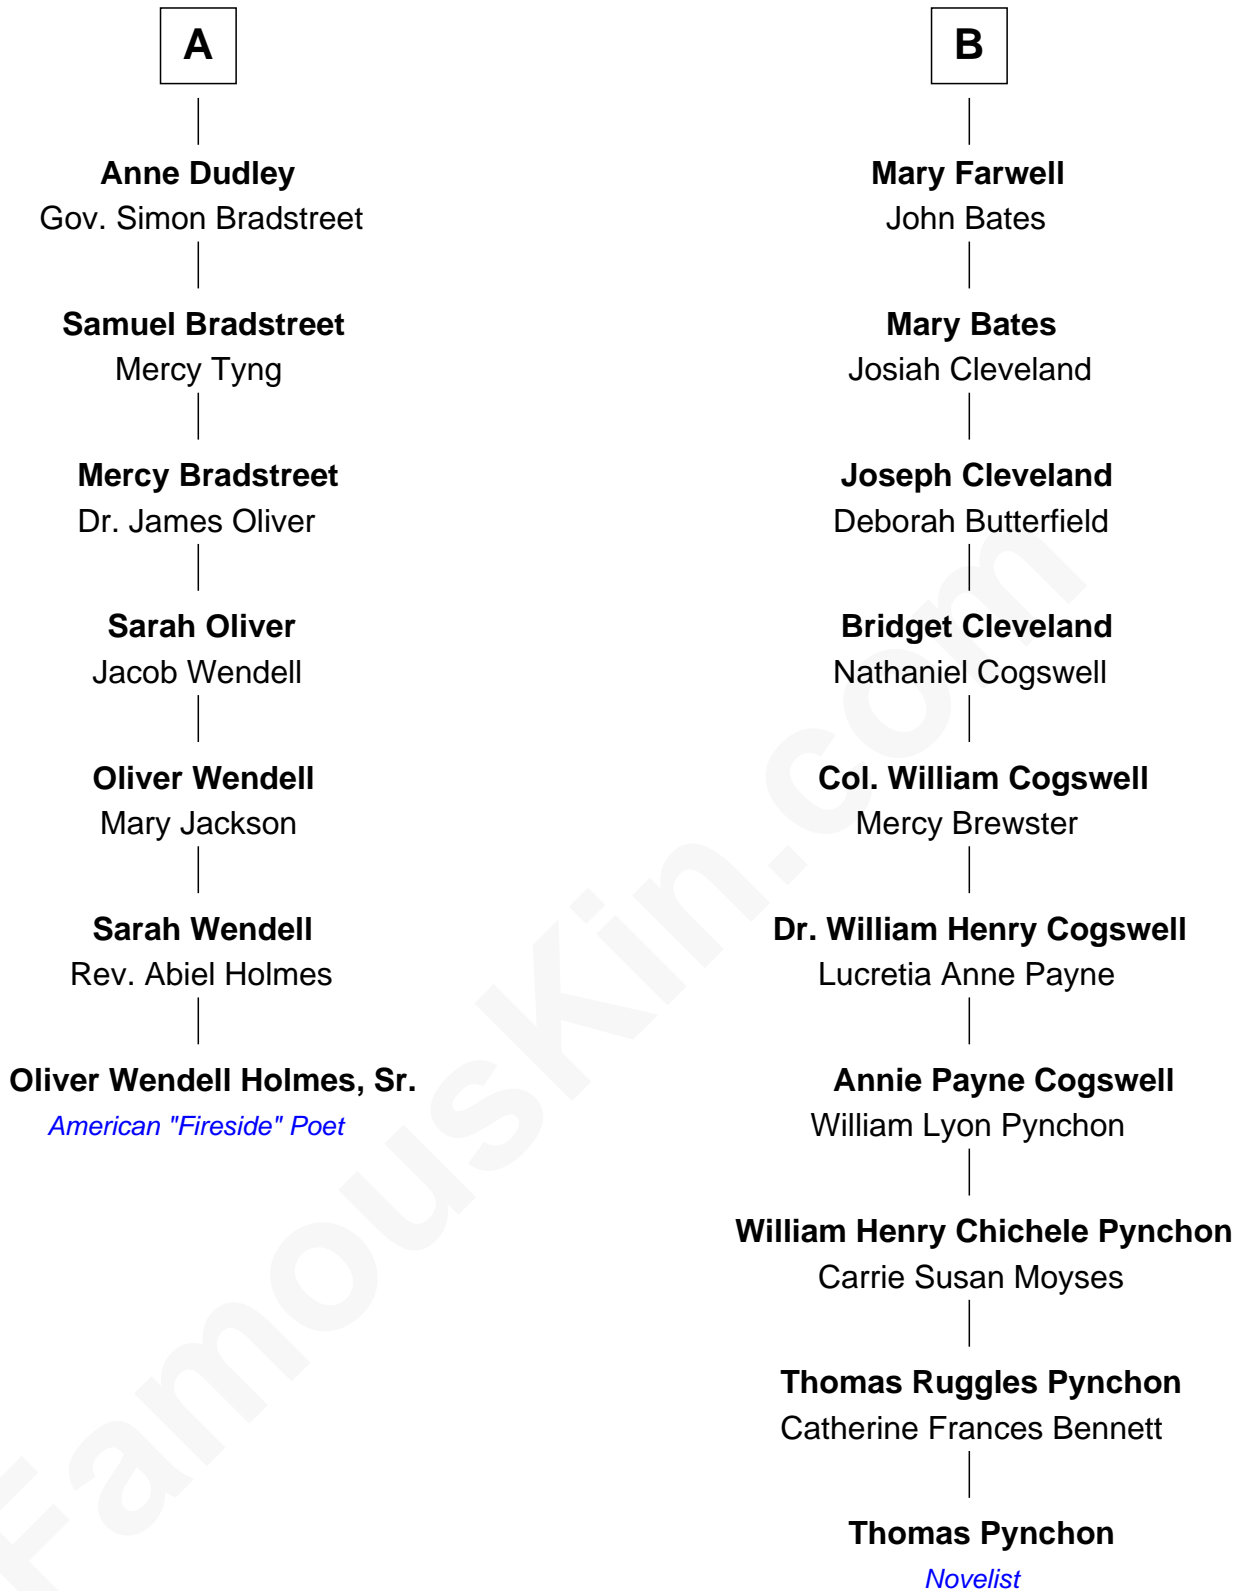 A
Anne Dudley
Gov. Simon Bradstreet
Samuel Bradstreet
Mercy Tyng
Mercy Bradstreet
Dr. James Oliver
Sarah Oliver
Jacob Wendell
Oliver Wendell
Mary Jackson
Sarah Wendell
Rev. Abiel Holmes
Oliver Wendell Holmes, Sr.
American "Fireside" Poet
B
Mary Farwell
John Bates
Mary Bates
Josiah Cleveland
Joseph Cleveland
Deborah Butterfield
Bridget Cleveland
Nathaniel Cogswell
Col. William Cogswell
Mercy Brewster
Dr. William Henry Cogswell
Lucretia Anne Payne
Annie Payne Cogswell
William Lyon Pynchon
William Henry Chichele Pynchon
Carrie Susan Moyses
Thomas Ruggles Pynchon
Catherine Frances Bennett
Thomas Pynchon
Novelist
FamousKin.com